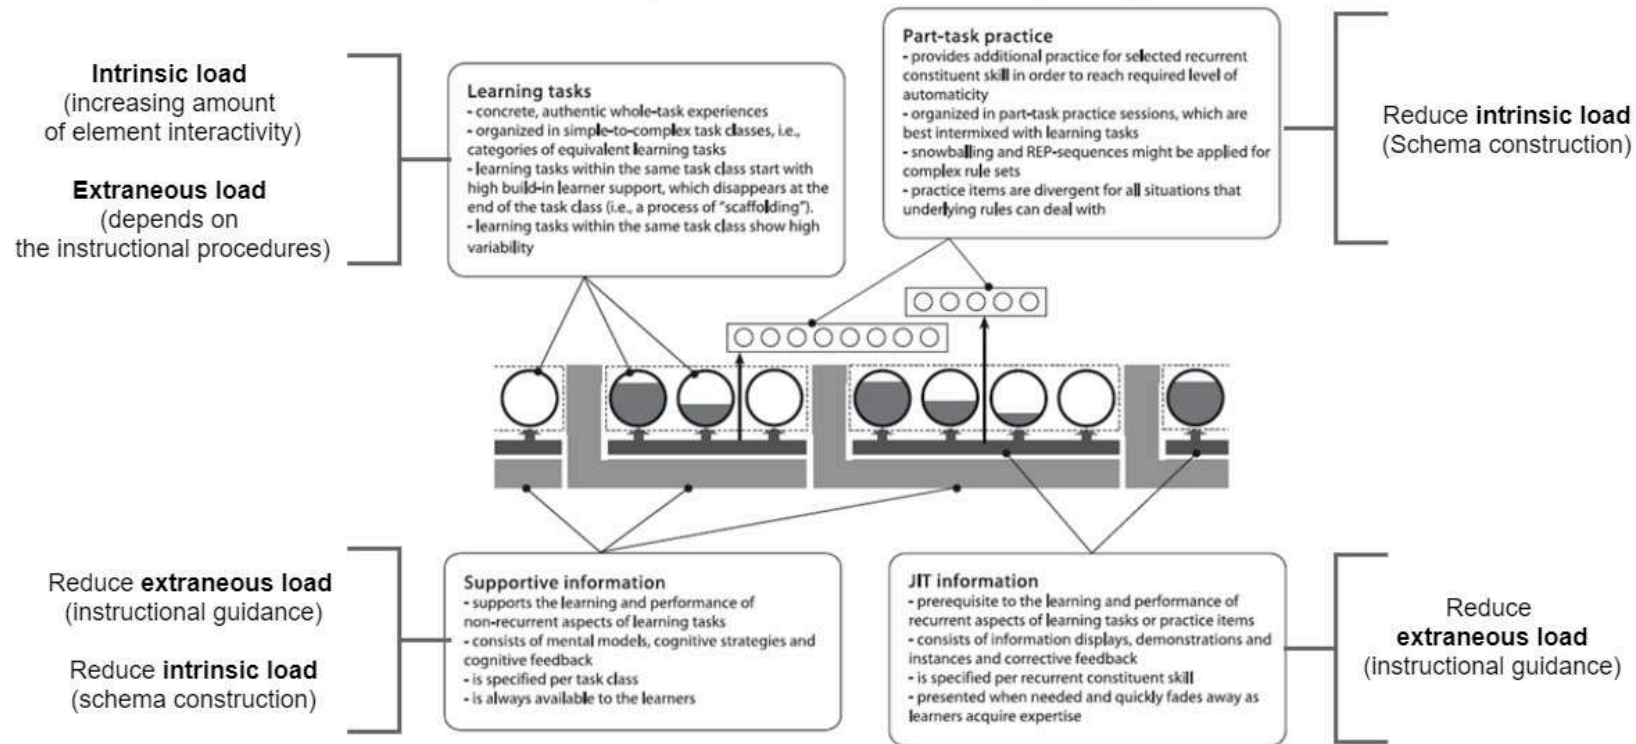 Intrinsic load
(increasing amount
of element interactivity)
Extraneous load
(depends on
the instructional procedures)
Learning tasks
- concrete, authentic whole-task experiences
- organized in simple-to-complex task classes, i.e.,
categories of equivalent learning tasks
- learning tasks within the same task class start with
high build-in learner support, which disappears at the
end of the task class (i.e., a process of "scaffolding").
- learning tasks within the same task class show high
variability
Part-task practice
- provides additional practice for selected recurrent
constituent skill in order to reach required level of
automaticity
- organized in part-task practice sessions, which are
best intermixed with learning tasks
- snowballing and REP-sequences might be applied for
complex rule sets
- practice items are divergent for all situations that
underlying rules can deal with
Reduce intrinsic load
(Schema construction)
Reduce extraneous load
(instructional guidance)
Reduce intrinsic load
(schema construction)
Supportive information
- supports the learning and performance of
non-recurrent aspects of learning tasks
- consists of mental models, cognitive strategies and
cognitive feedback
- is specified per task class
- is always available to the learners
JIT information
- prerequisite to the learning and performance of
recurrent aspects of learning tasks or practice items
- consists of information displays, demonstrations and
instances and corrective feedback
- is specified per recurrent constituent skill
- presented when needed and quickly fades away as
learners acquire expertise
Reduce
extraneous load
(instructional guidance)